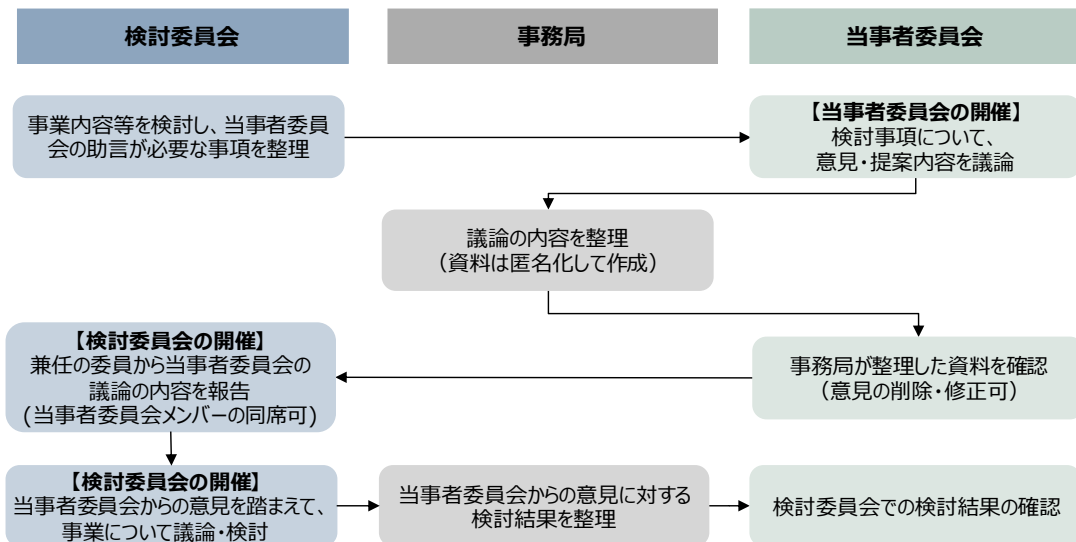 検討委員会
事務局
当事者委員会
事業内容等を検討し、当事者委員
会の助言が必要な事項を整理
【当事者委員会の開催】
検討事項について、
意見・提案内容を議論
議論の内容を整理
（資料は匿名化して作成）
【検討委員会の開催】
兼任の委員から当事者委員会の
議論の内容を報告
(当事者委員会メンバーの同席可)
事務局が整理した資料を確認
（意見の削除・修正可）
【検討委員会の開催】
当事者委員会からの意見を踏まえて、
事業について議論・検討
当事者委員会からの意見に対する
検討結果を整理
検討委員会での検討結果の確認